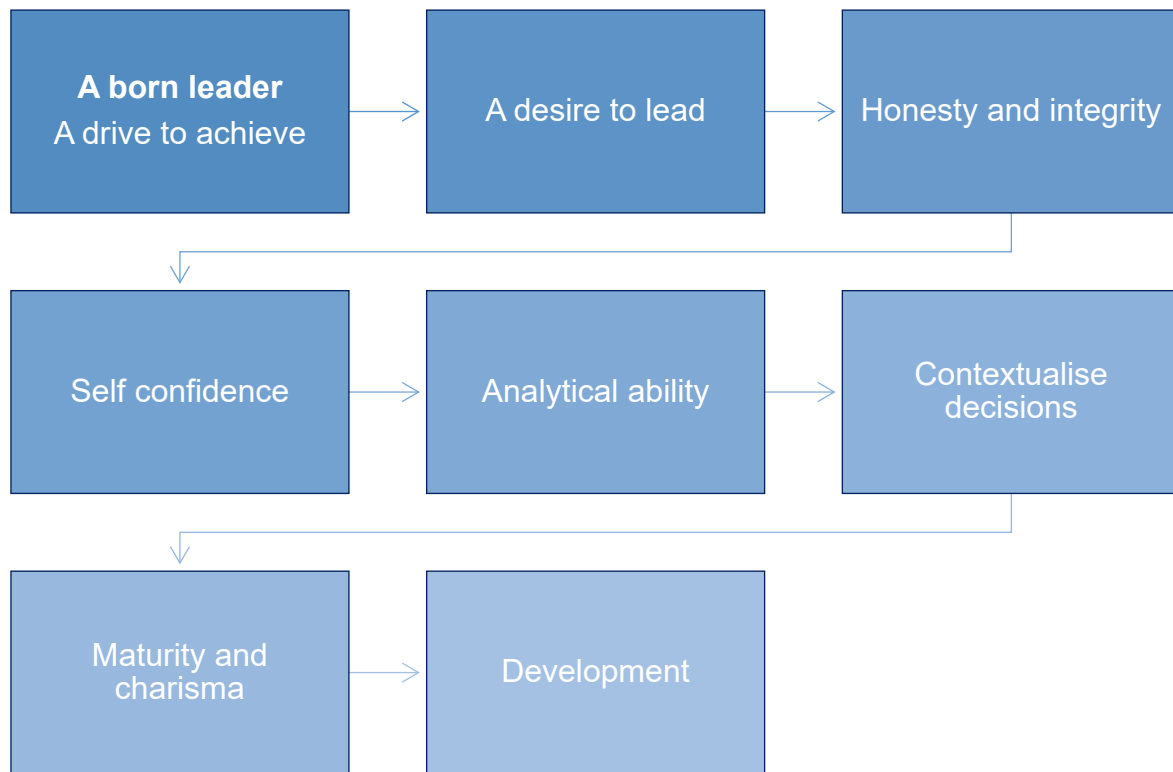 A born leader
A drive to achieve
A desire to lead
Honesty and integrity
Self confidence
Analytical ability
Contextualise
decisions
Maturity and
charisma
Development